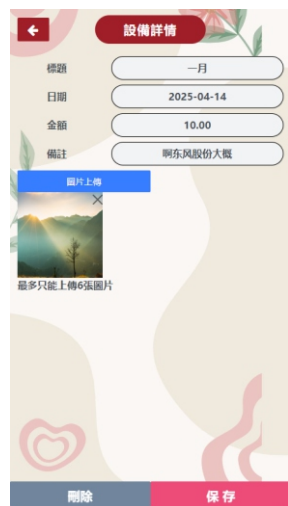 設備詳情
標題 一月
日期 2025-04-14
金額 10.00
備註 啊东风股份大概
圖片上傳
最多只能上傳6張圖片
刪除 保存